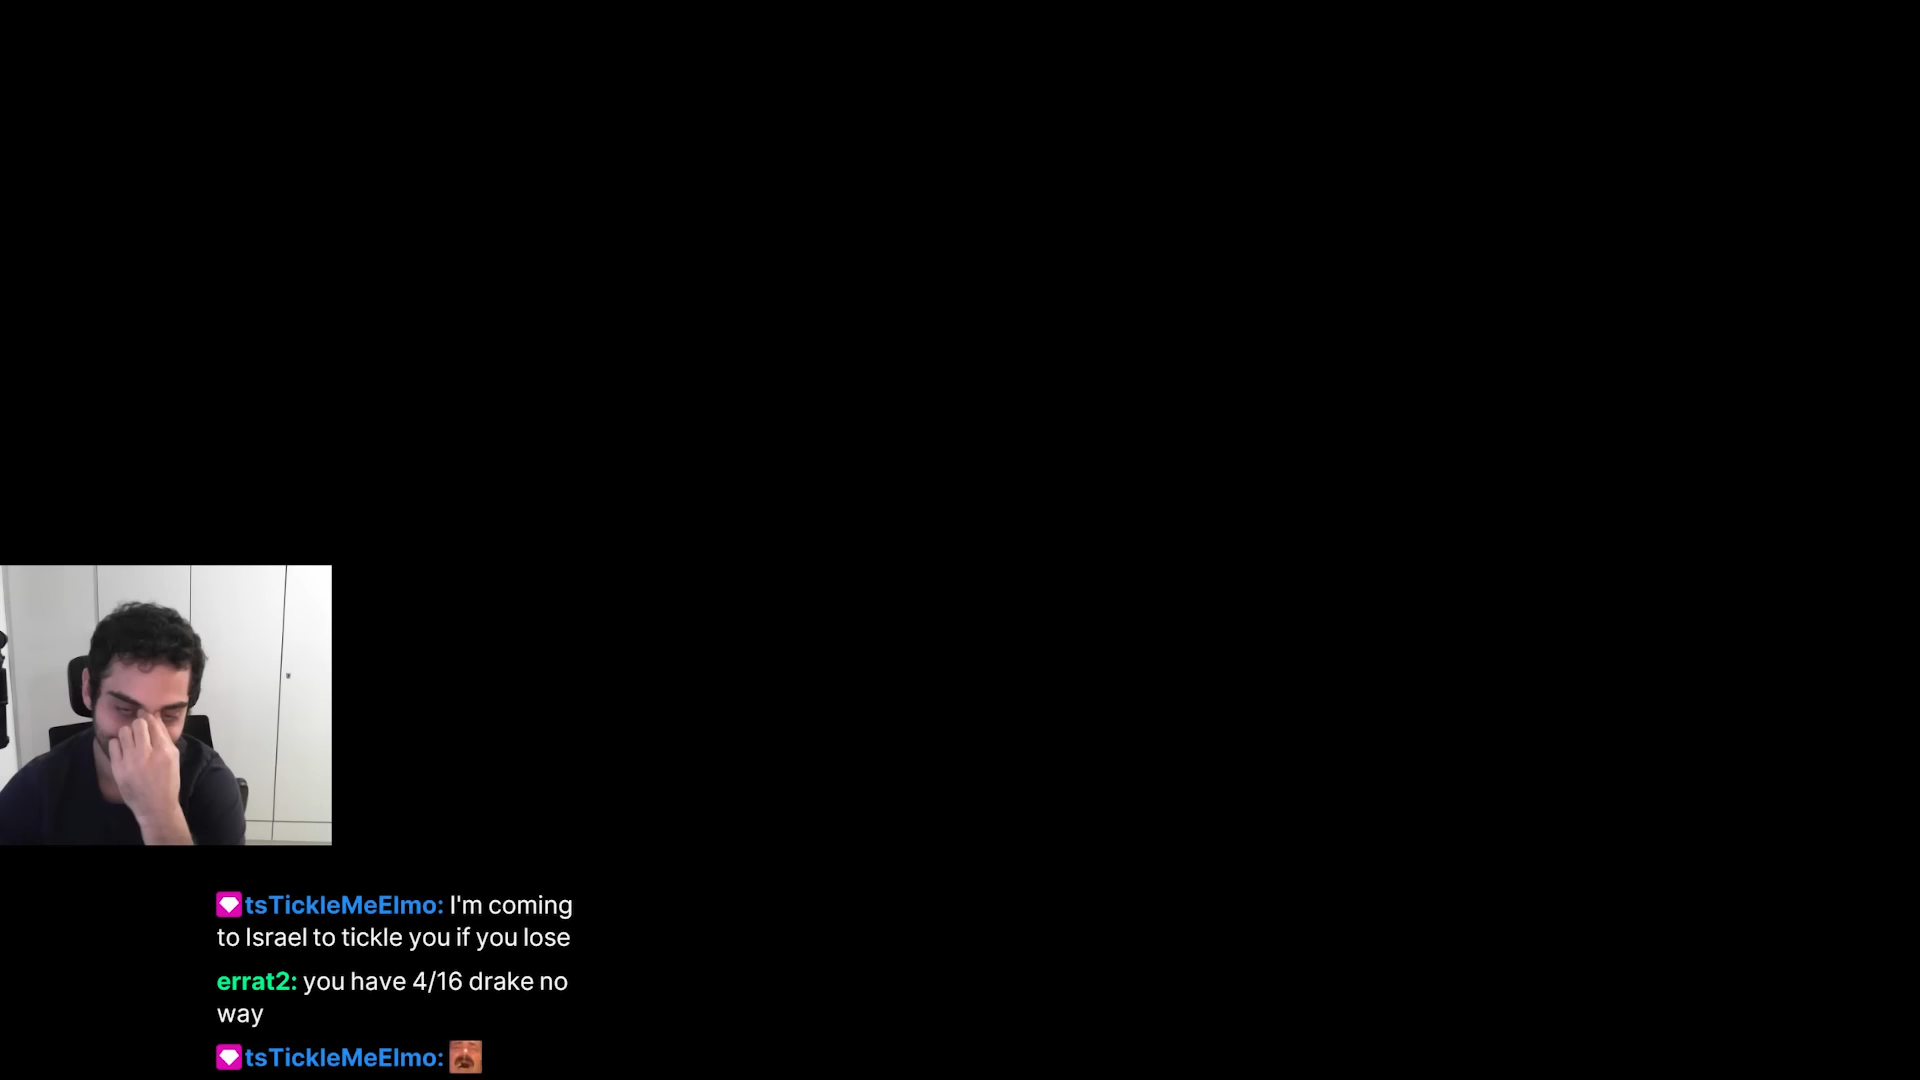 tsTickleMeElmo: I'm coming
to Israel to tickle you if you lose
errat2: you have 4/16 drake no
way
tsTickleMeElmo: